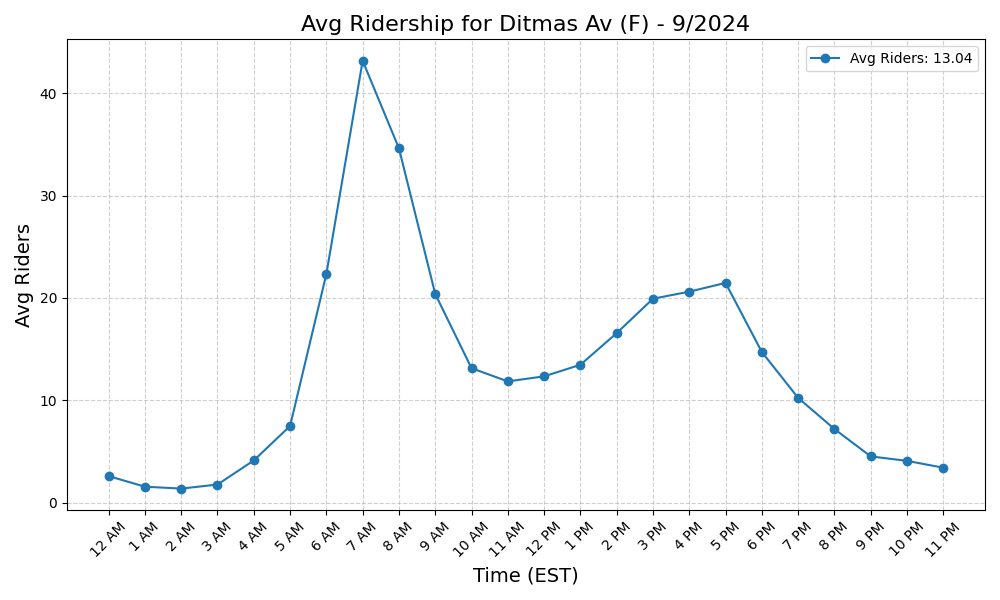 Avg Ridership for Ditmas Av (F) - 9/2024
Avg Riders: 13.04
Avg Riders
40
30
20
10
0
12 AM
1 AM
2 AM
3 AM
4 AM
5 AM
6 AM
7 AM
8 AM
9 AM
10 AM
11 AM
12 PM
1 PM
2 PM
3 PM
4 PM
5 PM
6 PM
7 PM
8 PM
9 PM
10 PM
11 PM
Time (EST)